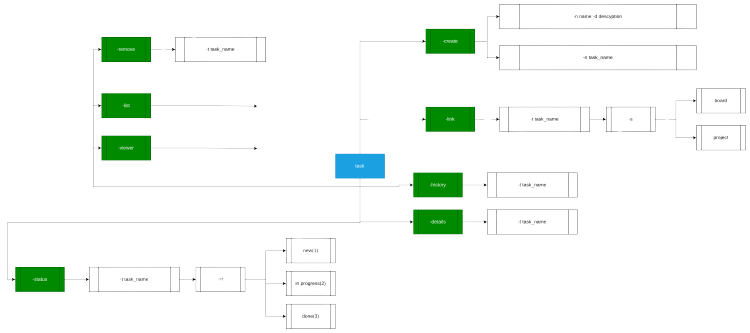 -n name -d descyption
-create
-remove
-t task_name
-n task_name
-list
board
-link
-t task_name
-s
project
-viewer
task
-history
-t task_name
-details
-t task_name
new(1)
-status
-t task_name
in progress(2)
done(3)